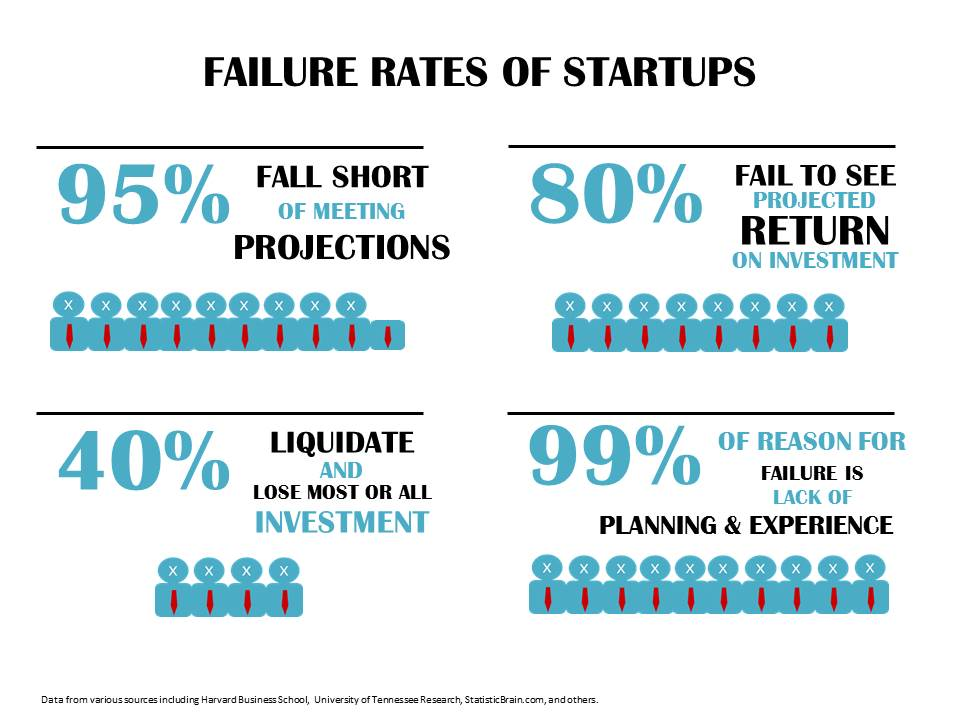 FAILURE RATES OF STARTUPS
95%
FALL SHORT
OF MEETING
PROJECTIONS
X X X X X X X X X
80%
FAIL TO SEE
PROJECTED
RETURN
ON INVESTMENT
X X X X X X X X
40%
LIQUIDATE
AND
LOSE MOST OR ALL
INVESTMENT
X X X X
99%
OF REASON FOR
FAILURE IS
LACK OF
PLANNING & EXPERIENCE
X X X X X X X X X X
Data from various sources including Harvard Business School, University of Tennessee Research, StatisticBrain.com, and others.